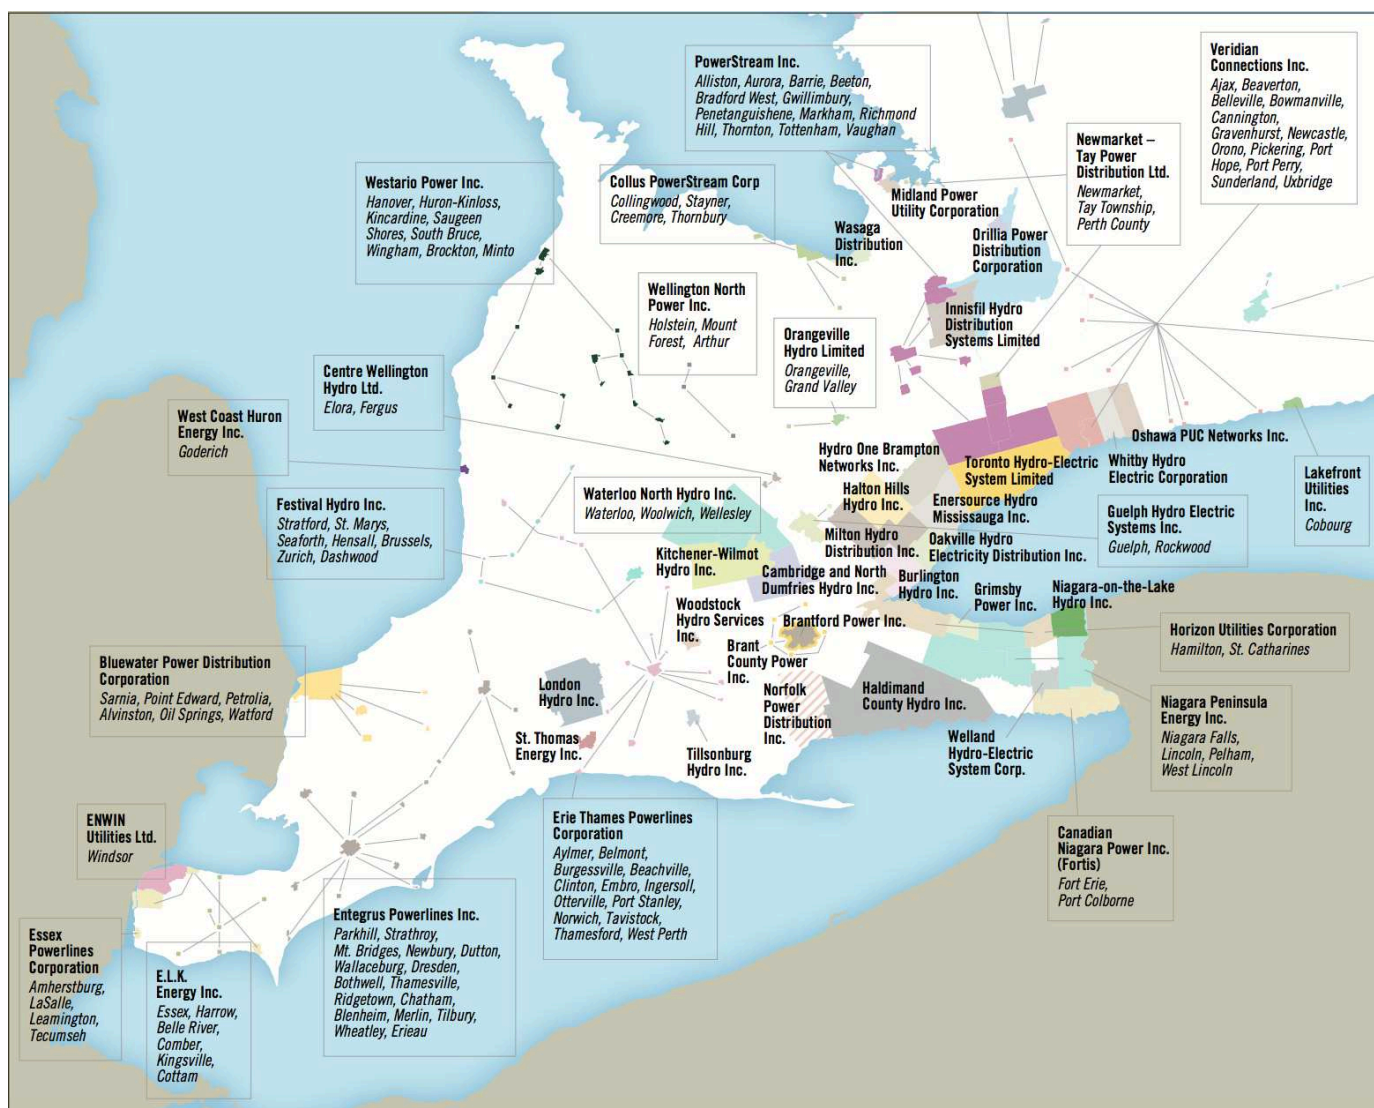 PowerStream Inc.
Alliston, Aurora, Barrie, Beeton,
Bradford West, Gwillimbury,
Penetanguishene, Markham, Richmond
Hill, Thornton, Tottenham, Vaughan
Veridian
Connections Inc.
Ajax, Beaverton,
Belleville, Bowmanville,
Cannington,
Gravenhurst, Newcastle,
Orono, Pickering, Port
Hope, Port Perry,
Sunderland, Uxbridge
Newmarket –
Tay Power
Distribution Ltd.
Newmarket,
Tay Township,
Perth County
Westario Power Inc.
Hanover, Huron-Kinloss,
Kincardine, Saugeen
Shores, South Bruce,
Wingham, Brockton, Minto
Collus PowerStream Corp
Collingwood, Stayner,
Creemore, Thornbury
Midland Power
Utility Corporation
Wasaga
Distribution
Inc.
Orillia Power
Distribution
Corporation
Wellington North
Power Inc.
Holstein, Mount
Forest, Arthur
Innisfil Hydro
Distribution
Systems Limited
Orangeville
Hydro Limited
Orangeville,
Grand Valley
Centre Wellington
Hydro Ltd.
Elora, Fergus
West Coast Huron
Energy Inc.
Goderich
Hydro One Brampton
Networks Inc.
Toronto Hydro-Electric
System Limited
Oshawa PUC Networks Inc.
Whitby Hydro
Electric Corporation
Lakefront
Utilities
Inc.
Cobourg
Festival Hydro Inc.
Stratford, St. Marys,
Seaforth, Hensall, Brussels,
Zurich, Dashwood
Waterloo North Hydro Inc.
Waterloo, Woolwich, Wellesley
Halton Hills
Hydro Inc.
Enersource Hydro
Mississauga Inc.
Guelph Hydro Electric
Systems Inc.
Guelph, Rockwood
Milton Hydro
Distribution Inc.
Oakville Hydro
Electricity Distribution Inc.
Kitchener-Wilmot
Hydro Inc.
Cambridge and North
Dumfries Hydro Inc.
Burlington
Hydro Inc.
Grimsby
Power Inc.
Niagara-on-the-Lake
Hydro Inc.
Woodstock
Hydro Services
Inc.
Brantford Power Inc.
Brant
County Power
Inc.
Horizon Utilities Corporation
Hamilton, St. Catharines
Bluewater Power Distribution
Corporation
Sarnia, Point Edward, Petrolia,
Alvinston, Oil Springs, Watford
London
Hydro Inc.
Norfolk
Power
Distribution
Inc.
Haldimand
County Hydro Inc.
Niagara Peninsula
Energy Inc.
Niagara Falls,
Lincoln, Pelham,
West Lincoln
St. Thomas
Energy Inc.
Tillsonburg
Hydro Inc.
Welland
Hydro-Electric
System Corp.
ENWIN
Utilities Ltd.
Windsor
Erie Thames Powerlines
Corporation
Aylmer, Belmont,
Burgessville, Beachville,
Clinton, Embro, Ingersoll,
Otterville, Port Stanley,
Norwich, Tavistock,
Thamesford, West Perth
Canadian
Niagara Power Inc.
(Fortis)
Fort Erie,
Port Colborne
Entegrus Powerlines Inc.
Parkhill, Strathroy,
Mt. Bridges, Newbury, Dutton,
Wallaceburg, Dresden,
Bothwell, Thamesville,
Ridgetown, Chatham,
Blenheim, Merlin, Tilbury,
Wheatley, Erieau
Essex
Powerlines
Corporation
Amherstburg,
LaSalle,
Leamington,
Tecumseh
E.L.K.
Energy Inc.
Essex, Harrow,
Belle River,
Comber,
Kingsville,
Cottam